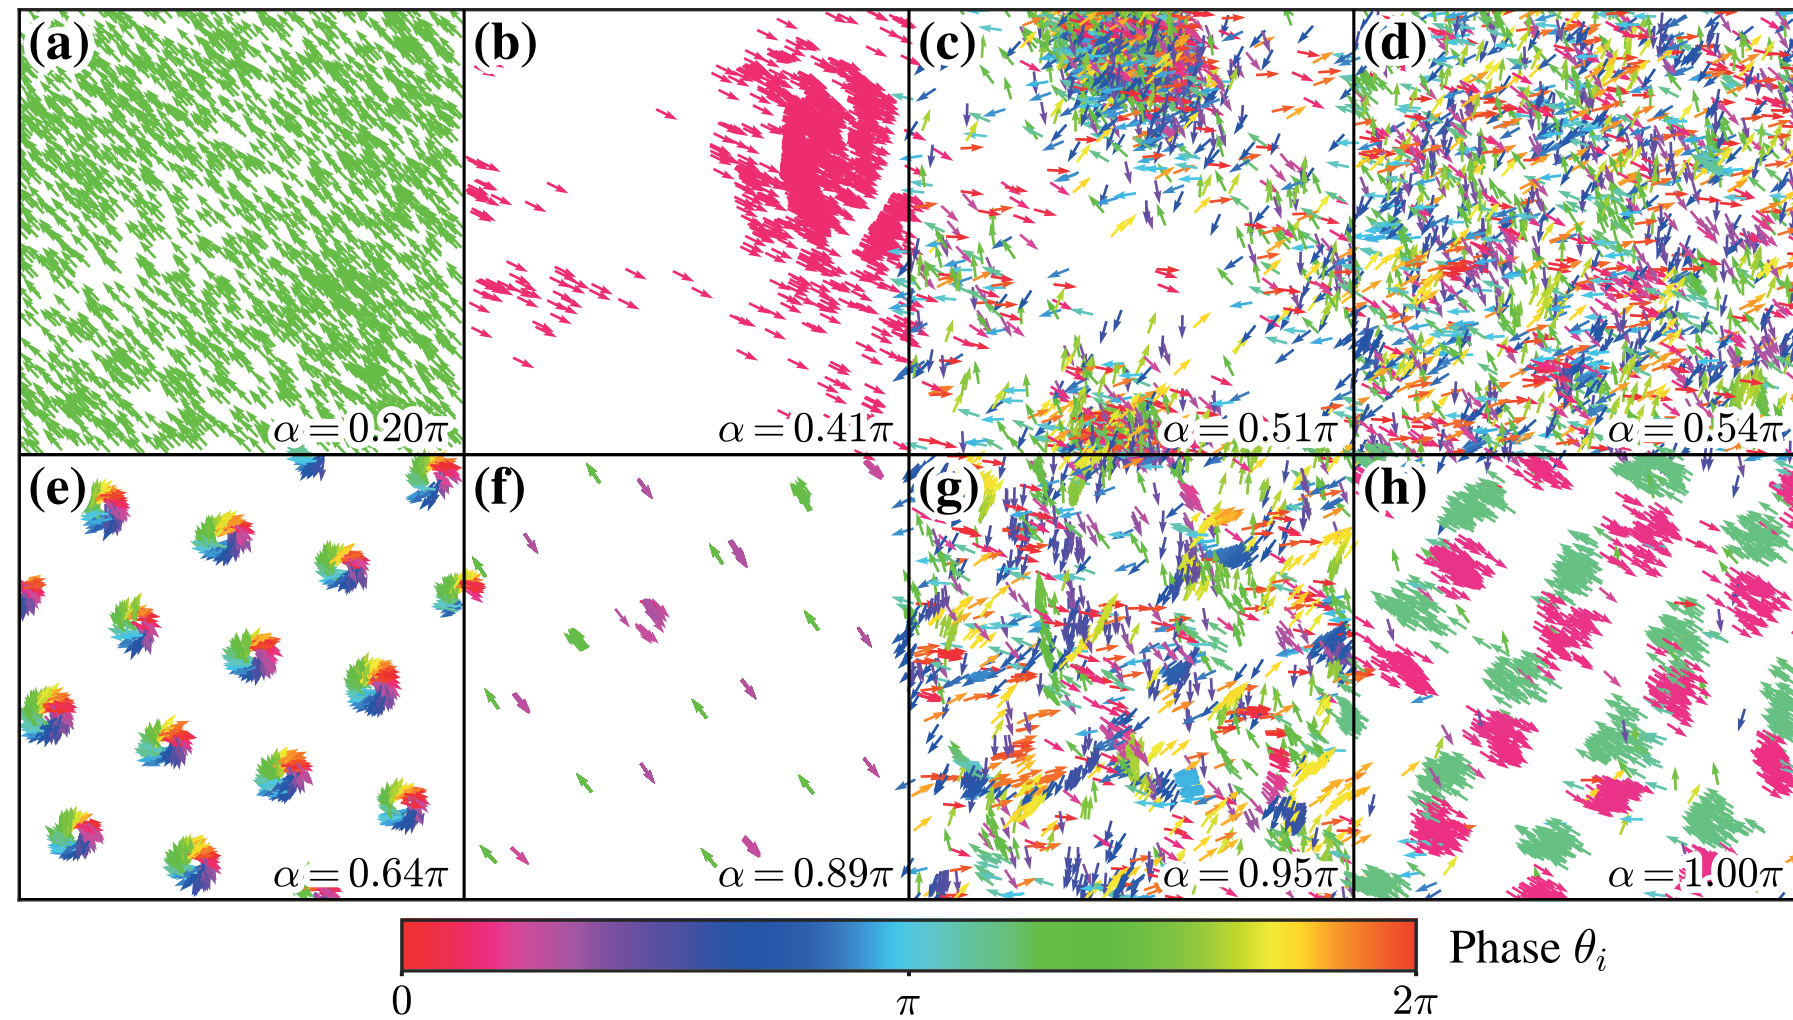 (a) (b) (c) (d)
α = 0.20π α = 0.41π α = 0.51π α = 0.54π
(e) (f) (g) (h)
α = 0.64π α = 0.89π α = 0.95π α = 1.00π
Phase θᵢ
0 π 2π